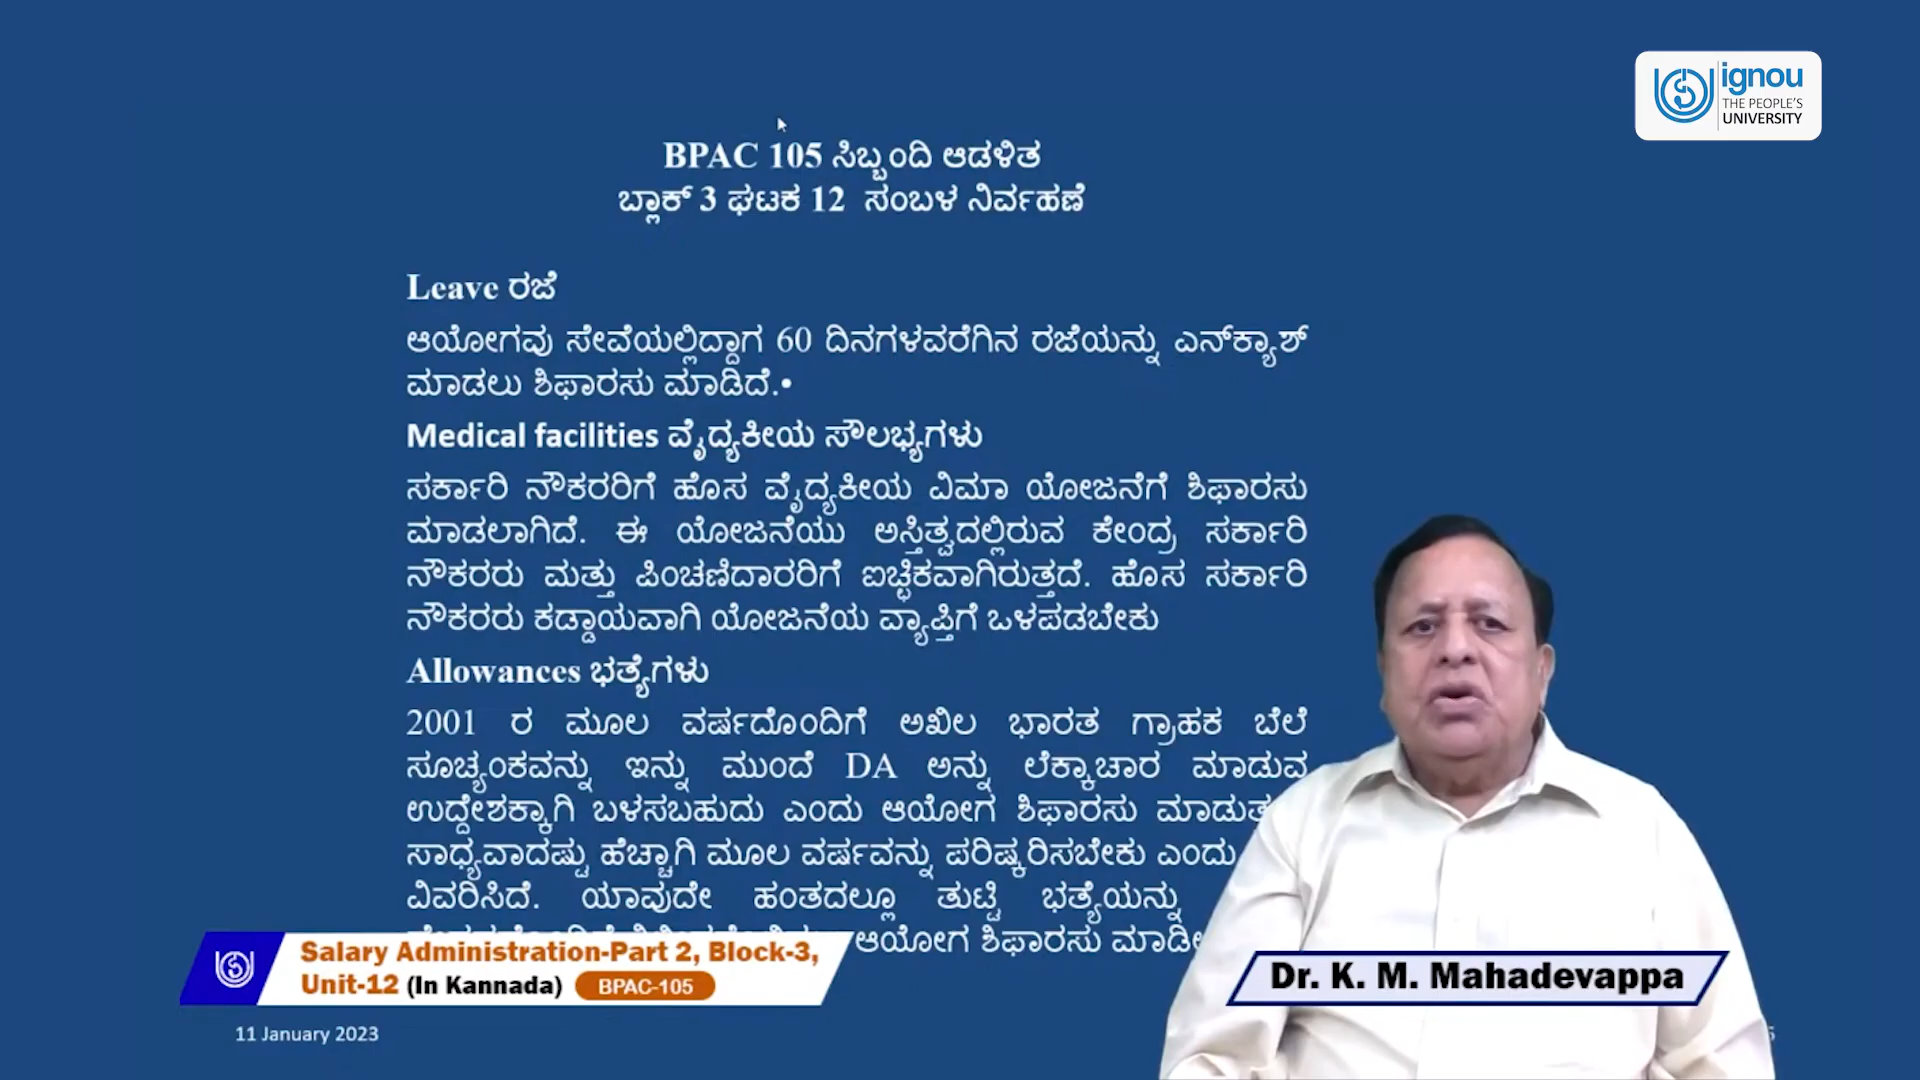 ignou
THE PEOPLE'S
UNIVERSITY
BPAC 105 ಸಿಬ್ಬಂದಿ ಆಡಳಿತ
ಬ್ಲಾಕ್ 3 ಘಟಕ 12 ಸಂಬಳ ನಿರ್ವಹಣೆ
Leave ರಜೆ
ಆಯೋಗವು ಸೇವೆಯಲ್ಲಿದ್ದಾಗ 60 ದಿನಗಳವರೆಗಿನ ರಜೆಯನ್ನು ಎನ್‌ಕ್ಯಾಶ್
ಮಾಡಲು ಶಿಫಾರಸು ಮಾಡಿದೆ.•
Medical facilities ವೈದ್ಯಕೀಯ ಸೌಲಭ್ಯಗಳು
ಸರ್ಕಾರಿ ನೌಕರರಿಗೆ ಹೊಸ ವೈದ್ಯಕೀಯ ವಿಮಾ ಯೋಜನೆಗೆ ಶಿಫಾರಸು
ಮಾಡಲಾಗಿದೆ. ಈ ಯೋಜನೆಯು ಅಸ್ತಿತ್ವದಲ್ಲಿರುವ ಕೇಂದ್ರ ಸರ್ಕಾರಿ
ನೌಕರರು ಮತ್ತು ಪಿಂಚಣಿದಾರರಿಗೆ ಐಚ್ಛಿಕವಾಗಿರುತ್ತದೆ. ಹೊಸ ಸರ್ಕಾರಿ
ನೌಕರರು ಕಡ್ಡಾಯವಾಗಿ ಯೋಜನೆಯ ವ್ಯಾಪ್ತಿಗೆ ಒಳಪಡಬೇಕು
Allowances ಭತ್ಯೆಗಳು
2001 ರ ಮೂಲ ವರ್ಷದೊಂದಿಗೆ ಅಖಿಲ ಭಾರತ ಗ್ರಾಹಕ ಬೆಲೆ
ಸೂಚ್ಯಂಕವನ್ನು ಇನ್ನು ಮುಂದೆ DA ಅನ್ನು ಲೆಕ್ಕಾಚಾರ ಮಾಡುವ
ಉದ್ದೇಶಕ್ಕಾಗಿ ಬಳಸಬಹುದು ಎಂದು ಆಯೋಗ ಶಿಫಾರಸು
ಸಾಧ್ಯವಾದಷ್ಟು ಹೆಚ್ಚಾಗಿ ಮೂಲ ವರ್ಷವನ್ನು ಪರಿಷ್ಕರಿಸಬೇಕು ಎಂದು
ವಿವರಿಸಿದೆ. ಯಾವುದೇ ಹಂತದಲ್ಲೂ ತುಟ್ಟಿ ಭತ್ಯೆಯನ್ನು
ಆಯೋಗ ಶಿಫಾರಸು
Salary Administration-Part 2, Block-3,
Unit-12 (In Kannada) BPAC-105
Dr. K. M. Mahadevappa
11 January 2023